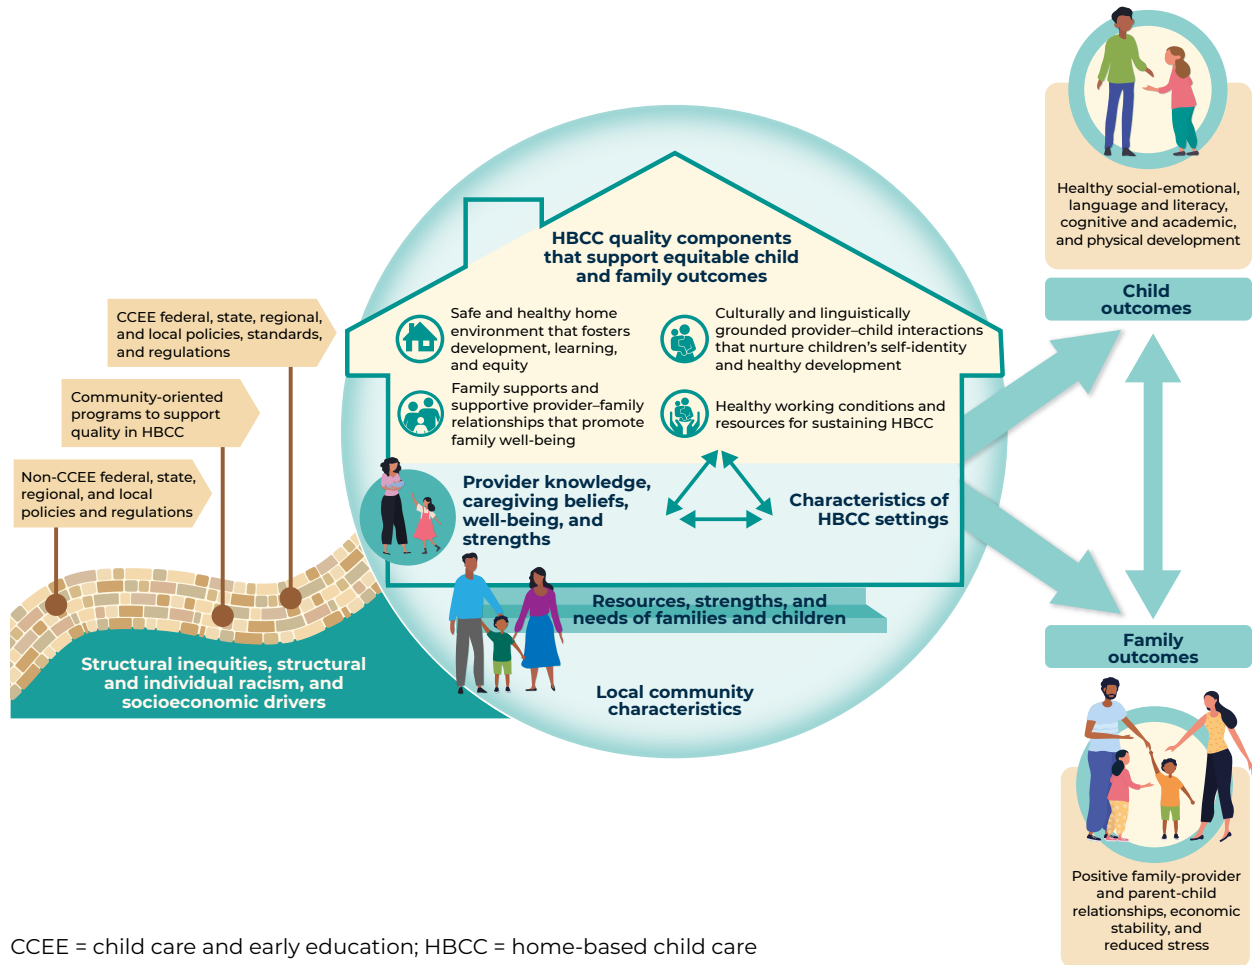 CCEE federal, state, regional,
and local policies, standards,
and regulations
Community-oriented
programs to support
quality in HBCC
Non-CCEE federal, state,
regional, and local
policies and regulations
Structural inequities, structural
and individual racism, and
socioeconomic drivers
HBCC quality components
that support equitable child
and family outcomes
Safe and healthy home
environment that fosters
development, learning,
and equity
Culturally and linguistically
grounded provider–child interactions
that nurture children’s self-identity
and healthy development
Family supports and
supportive provider–family
relationships that promote
family well-being
Healthy working conditions and
resources for sustaining HBCC
Provider knowledge,
caregiving beliefs,
well-being, and
strengths
Characteristics of
HBCC settings
Resources, strengths, and
needs of families and children
Local community
characteristics
Healthy social-emotional,
language and literacy,
cognitive and academic,
and physical development
Child
outcomes
Family
outcomes
Positive family-provider
and parent-child
relationships, economic
stability, and
reduced stress
CCEE = child care and early education; HBCC = home-based child care